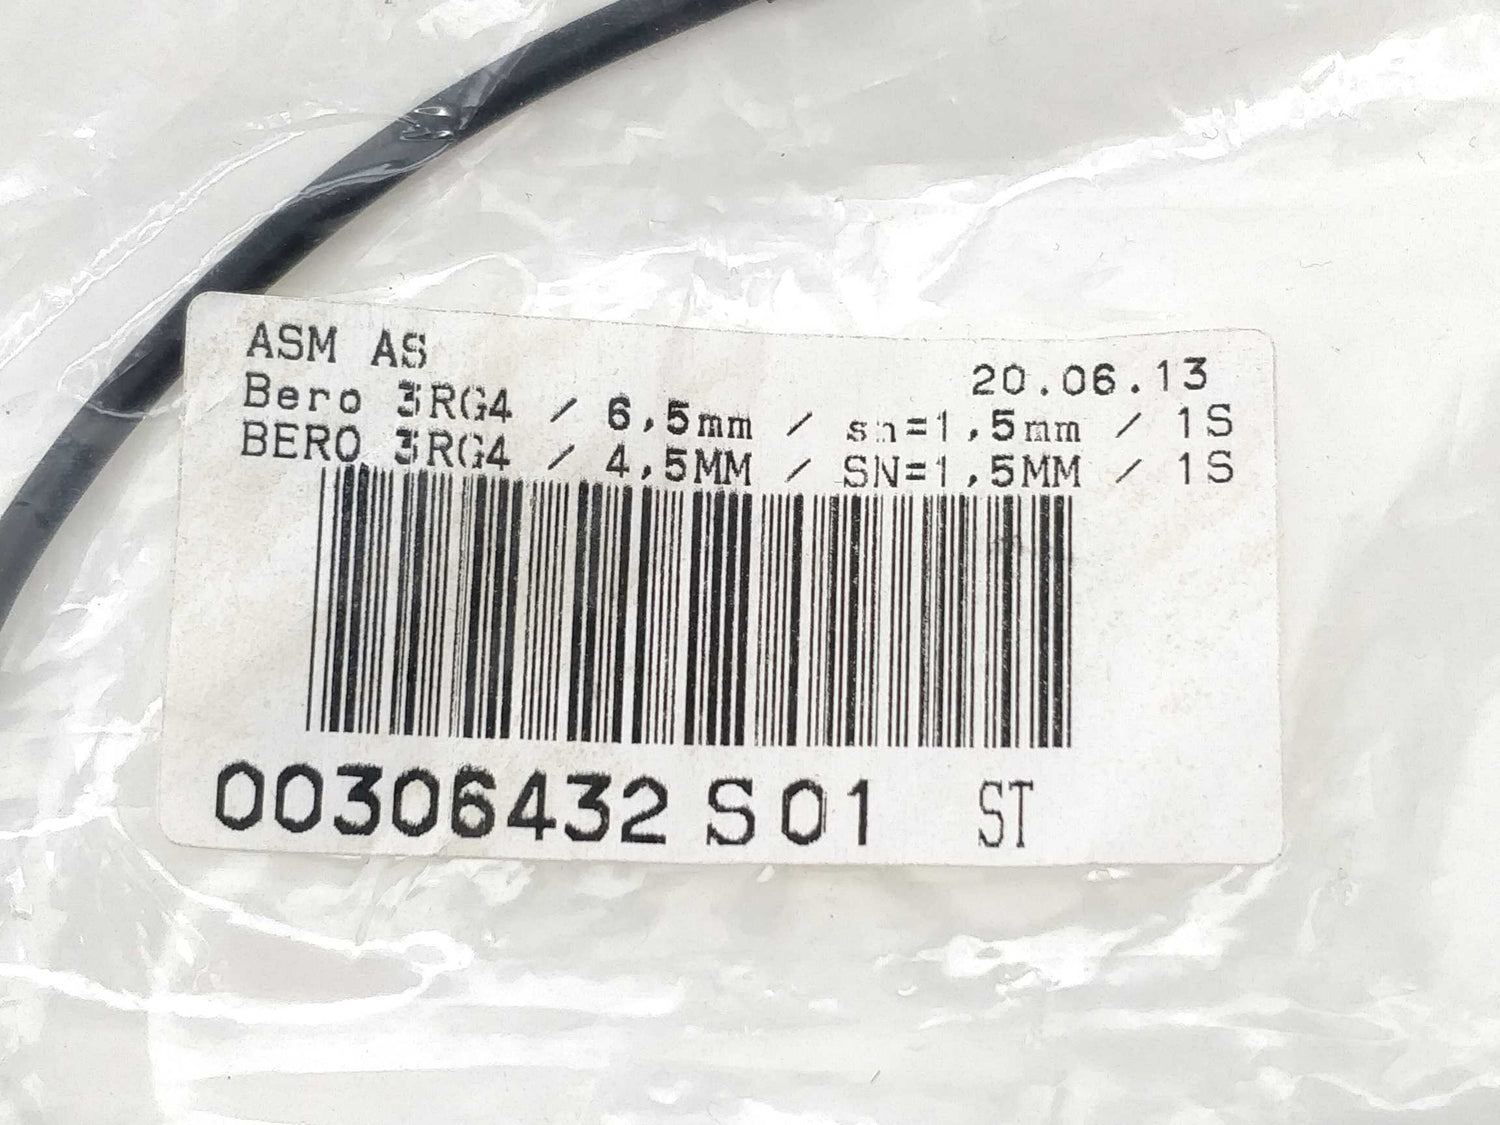 ASM AS
20.06.13
Bero 3RG4 / 6,5mm / sn=1,5mm / 1S
BERO 3RG4 / 4,5MM / SN=1,5MM / 1S
00306432 S01 ST